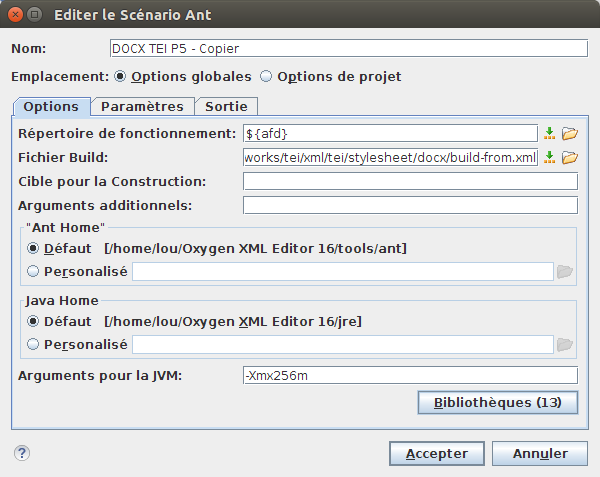 Editer le Scénario Ant
Nom: DOCX TEI P5 - Copier
Emplacement: Options globales Options de projet
Options Paramètres Sortie
Répertoire de fonctionnement: ${afd}
Fichier Build: works/tei/xml/tei/stylesheet/docx/build-from.xml
Cible pour la Construction:
Arguments additionnels:
"Ant Home"
Défaut [/home/lou/Oxygen XML Editor 16/tools/ant]
Personalisé
Java Home
Défaut [/home/lou/Oxygen XML Editor 16/jre]
Personalisé
Arguments pour la JVM: -Xmx256m
Bibliothèques (13)
? Accepter Annuler